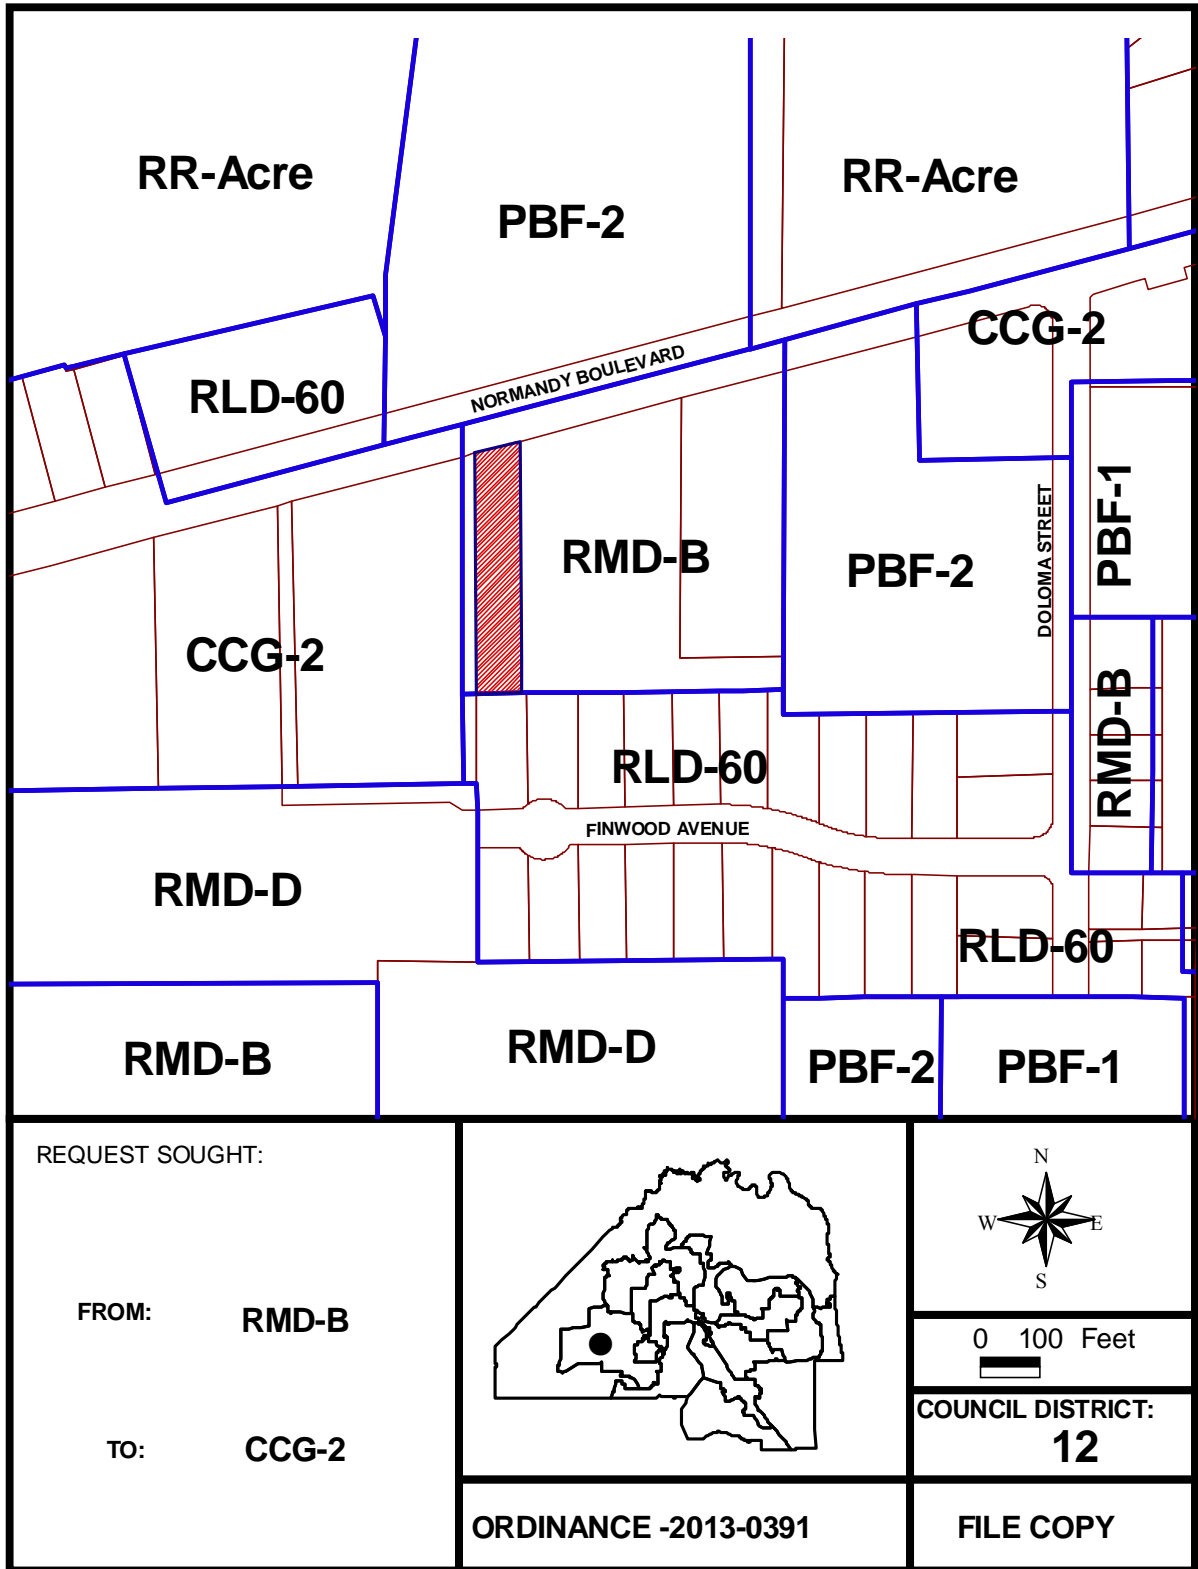 RR-Acre
PBF-2
RR-Acre
CCG-2
RLD-60
NORMANDY BOULEVARD
PBF-1
RMD-B
PBF-2
DOLOMA STREET
CCG-2
RMD-B
RLD-60
FINWOOD AVENUE
RMD-D
RLD-60
RMD-B
RMD-D
PBF-2
PBF-1
REQUEST SOUGHT:
FROM: RMD-B
TO: CCG-2
N
W E
S
0 100 Feet
COUNCIL DISTRICT:
12
ORDINANCE -2013-0391
FILE COPY